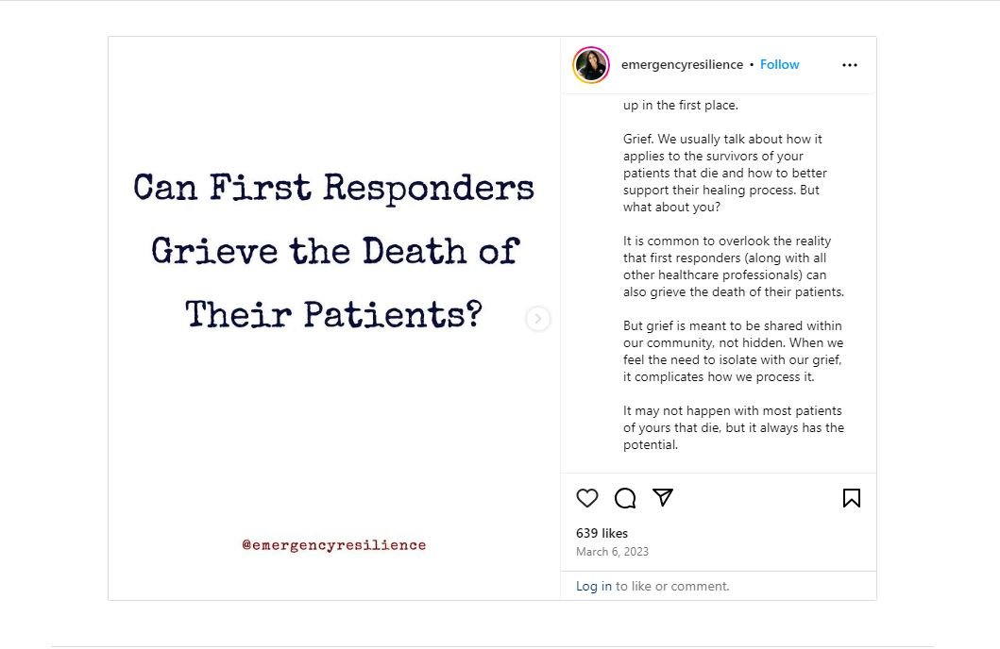 Can First Responders
Grieve the Death of
Their Patients?
@emergencyresilience
emergencyresilience • Follow
up in the first place.
Grief. We usually talk about how it
applies to the survivors of your
patients that die and how to better
support their healing process. But
what about you?
It is common to overlook the reality
that first responders (along with all
other healthcare professionals) can
also grieve the death of their patients.
But grief is meant to be shared within
our community, not hidden. When we
feel the need to isolate with our grief,
it complicates how we process it.
It may not happen with most patients
of yours that die, but it always has the
potential.
639 likes
March 6, 2023
Log in to like or comment.